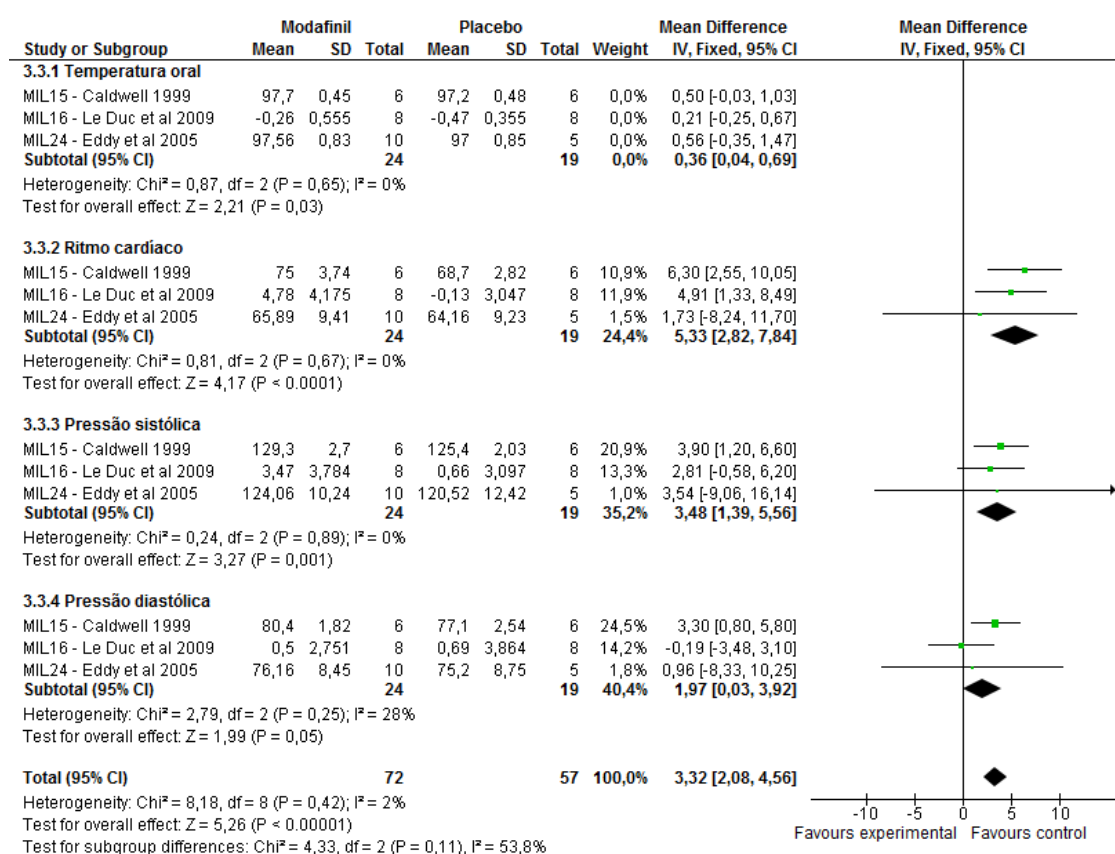 Modafinil Placebo Mean Difference Mean Difference
Study or Subgroup Mean SD Total Mean SD Total Weight IV, Fixed, 95% CI IV, Fixed, 95% CI
3.3.1 Temperatura oral
MIL15 - Caldwell 1999 97,7 0,45 6 97,2 0,48 6 0,0% 0,50 [-0,03, 1,03]
MIL16 - Le Duc et al 2009 -0,26 0,555 8 -0,47 0,355 8 0,0% 0,21 [-0,25, 0,67]
MIL24 - Eddy et al 2005 97,56 0,83 10 97 0,85 5 0,0% 0,56 [-0,35, 1,47]
Subtotal (95% CI) 24 19 0,0% 0,36 [0,04, 0,69]
Heterogeneity: Chi² = 0,87, df = 2 (P = 0,65); I² = 0%
Test for overall effect: Z = 2,21 (P = 0,03)
3.3.2 Ritmo cardíaco
MIL15 - Caldwell 1999 75 3,74 6 68,7 2,82 6 10,9% 6,30 [2,55, 10,05]
MIL16 - Le Duc et al 2009 4,78 4,175 8 -0,13 3,047 8 11,9% 4,91 [1,33, 8,49]
MIL24 - Eddy et al 2005 65,89 9,41 10 64,16 9,23 5 1,5% 1,73 [-8,24, 11,70]
Subtotal (95% CI) 24 19 24,4% 5,33 [2,82, 7,84]
Heterogeneity: Chi² = 0,81, df = 2 (P = 0,67); I² = 0%
Test for overall effect: Z = 4,17 (P < 0.0001)
3.3.3 Pressão sistólica
MIL15 - Caldwell 1999 129,3 2,7 6 125,4 2,03 6 20,9% 3,90 [1,20, 6,60]
MIL16 - Le Duc et al 2009 3,47 3,784 8 0,66 3,097 8 13,3% 2,81 [-0,58, 6,20]
MIL24 - Eddy et al 2005 124,06 10,24 10 120,52 12,42 5 1,0% 3,54 [-9,06, 16,14]
Subtotal (95% CI) 24 19 35,2% 3,48 [1,39, 5,56]
Heterogeneity: Chi² = 0,24, df = 2 (P = 0,89); I² = 0%
Test for overall effect: Z = 3,27 (P = 0,001)
3.3.4 Pressão diastólica
MIL15 - Caldwell 1999 80,4 1,82 6 77,1 2,54 6 24,5% 3,30 [0,80, 5,80]
MIL16 - Le Duc et al 2009 0,5 2,751 8 0,69 3,864 8 14,2% -0,19 [-3,48, 3,10]
MIL24 - Eddy et al 2005 76,16 8,45 10 75,2 8,75 5 1,8% 0,96 [-8,33, 10,25]
Subtotal (95% CI) 24 19 40,4% 1,97 [0,03, 3,92]
Heterogeneity: Chi² = 2,79, df = 2 (P = 0,25); I² = 28%
Test for overall effect: Z = 1,99 (P = 0,05)
Total (95% CI) 72 57 100,0% 3,32 [2,08, 4,56]
Heterogeneity: Chi² = 8,18, df = 8 (P = 0,42); I² = 2%
Test for overall effect: Z = 5,26 (P < 0.00001)
Test for subgroup differences: Chi² = 4,33, df = 2 (P = 0,11), I² = 53,8%
-10 -5 0 5 10
Favours experimental Favours control